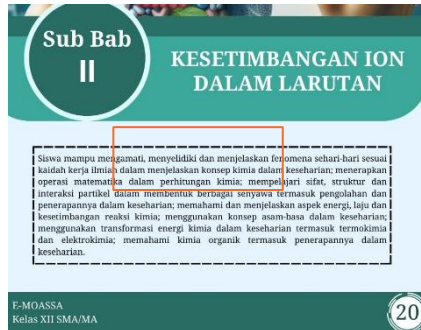 Sub Bab
II
KESETIMBANGAN ION
DALAM LARUTAN
Siswa mampu mengamati, menyelidiki dan menjelaskan fenomena sehari-hari sesuai
kaidah kerja ilmiah dalam menjelaskan konsep kimia dalam keseharian; menerapkan
operasi matematika dalam perhitungan kimia; mempelajari sifat, struktur dan
interaksi partikel dalam membentuk berbagai senyawa termasuk pengolahan dan
penerapannya dalam keseharian; memahami dan menjelaskan aspek energi, laju dan
kesetimbangan reaksi kimia; menggunakan konsep asam-basa dalam keseharian;
menggunakan transformasi energi kimia dalam keseharian termasuk termokimia
dan elektrokimia; memahami kimia organik termasuk penerapannya dalam
keseharian.
E-MOASSA
Kelas XII SMA/MA
20